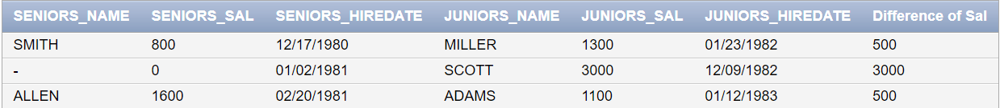 SENIORS_NAME SENIORS_SAL SENIORS_HIREDATE JUNIORS_NAME JUNIORS_SAL JUNIORS_HIREDATE Difference of Sal
SMITH 800 12/17/1980 MILLER 1300 01/23/1982 500
- 0 01/02/1981 SCOTT 3000 12/09/1982 3000
ALLEN 1600 02/20/1981 ADAMS 1100 01/12/1983 500